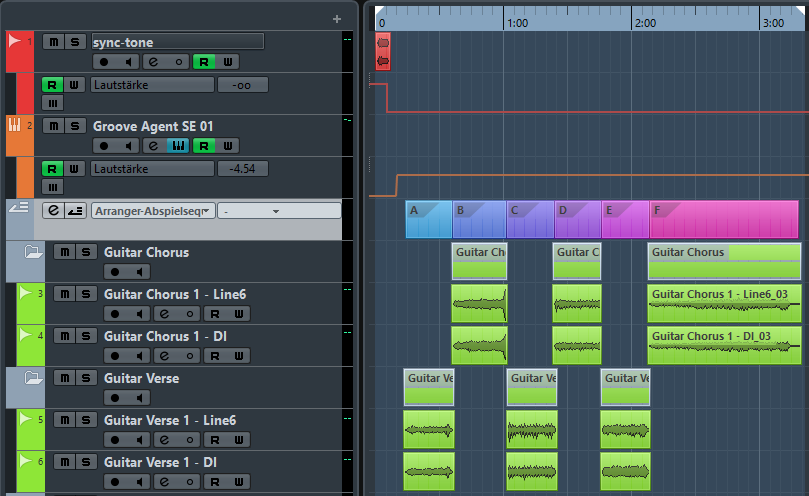 +
0 1:00 2:00 3:00
1 m S sync-tone
e R W
R W Lautstärke -oo
2 m S Groove Agent SE 01
e R W
R W Lautstärke -4.54
e Arranger-Abspielseq -
A B C D E F
m S Guitar Chorus
Guitar Ch Guitar C Guitar Chorus
3 m S Guitar Chorus 1 - Line6
e R W
Guitar Chorus 1 - Line6_03
4 m S Guitar Chorus 1 - DI
e R W
Guitar Chorus 1 - DI_03
m S Guitar Verse
Guitar Ve Guitar Ve Guitar Ve
5 m S Guitar Verse 1 - Line6
e R W
6 m S Guitar Verse 1 - DI
e R W